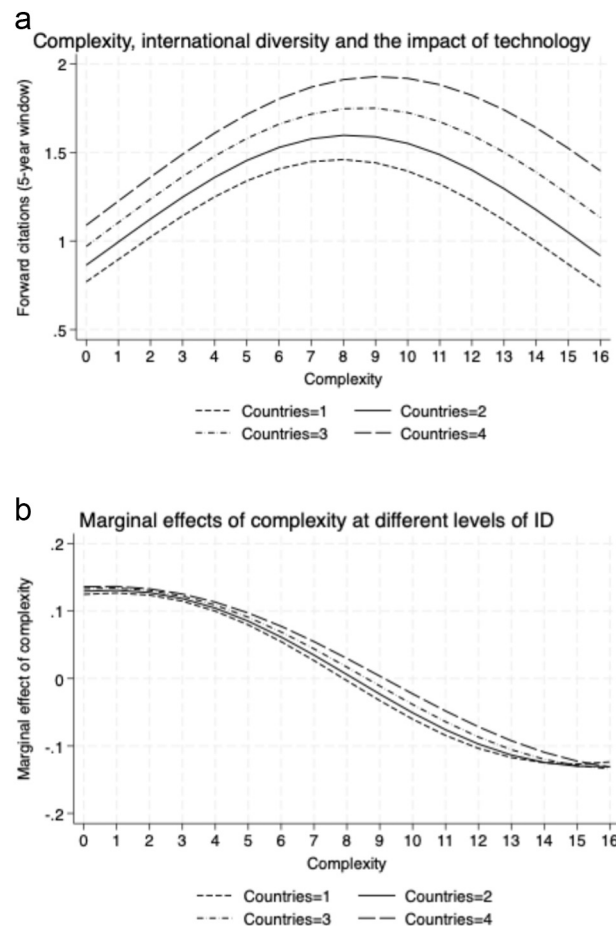 a
Complexity, international diversity and the impact of technology
Forward citations (5-year window)
2
1.5
1
.5
0 1 2 3 4 5 6 7 8 9 10 11 12 13 14 15 16
Complexity
Countries=1 Countries=2
Countries=3 Countries=4
b
Marginal effects of complexity at different levels of ID
Marginal effect of complexity
.2
.1
0
-.1
-.2
0 1 2 3 4 5 6 7 8 9 10 11 12 13 14 15 16
Complexity
Countries=1 Countries=2
Countries=3 Countries=4